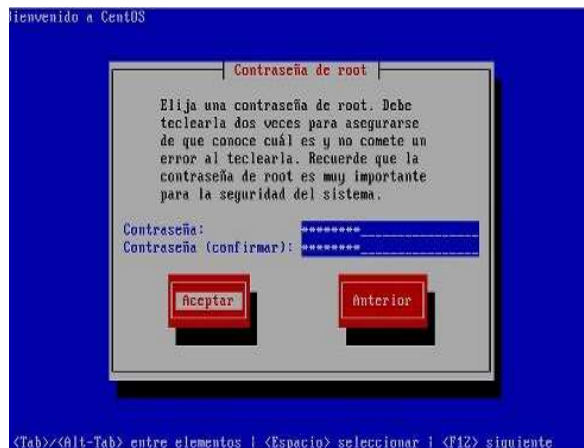 ienvenido a CentOS
Contraseña de root
Elija una contraseña de root. Debe
teclearla dos veces para asegurarse
de que conoce cuál es y no comete un
error al teclearla. Recuerde que la
contraseña de root es muy importante
para la seguridad del sistema.
Contraseña: ********
Contraseña (confirmar): ********
Aceptar Anterior
<Tab>/<Alt-Tab> entre elementos | <Espacio> seleccionar | <F12> siguiente